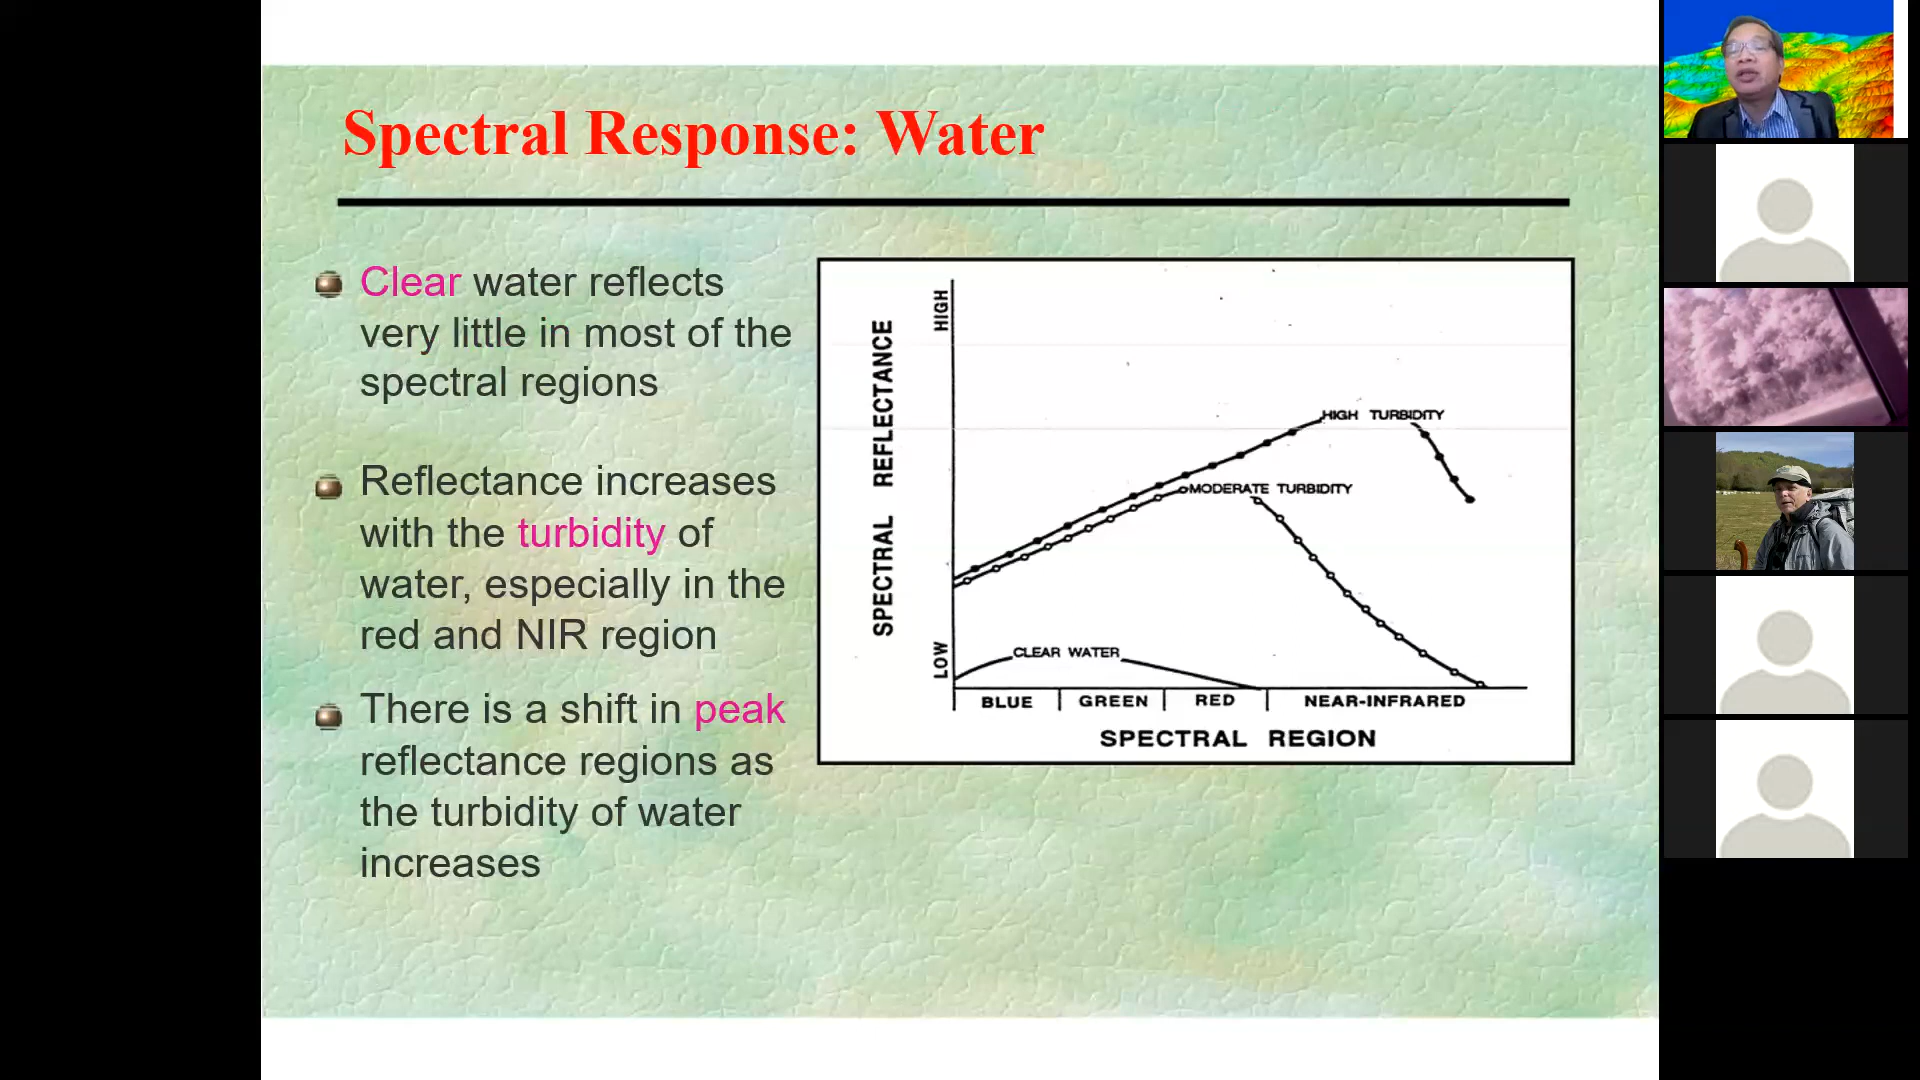 Spectral Response: Water
Clear water reflects
very little in most of the
spectral regions
Reflectance increases
with the turbidity of
water, especially in the
red and NIR region
There is a shift in peak
reflectance regions as
the turbidity of water
increases
SPECTRAL REFLECTANCE
HIGH
LOW
HIGH TURBIDITY
MODERATE TURBIDITY
CLEAR WATER
BLUE GREEN RED NEAR-INFRARED
SPECTRAL REGION